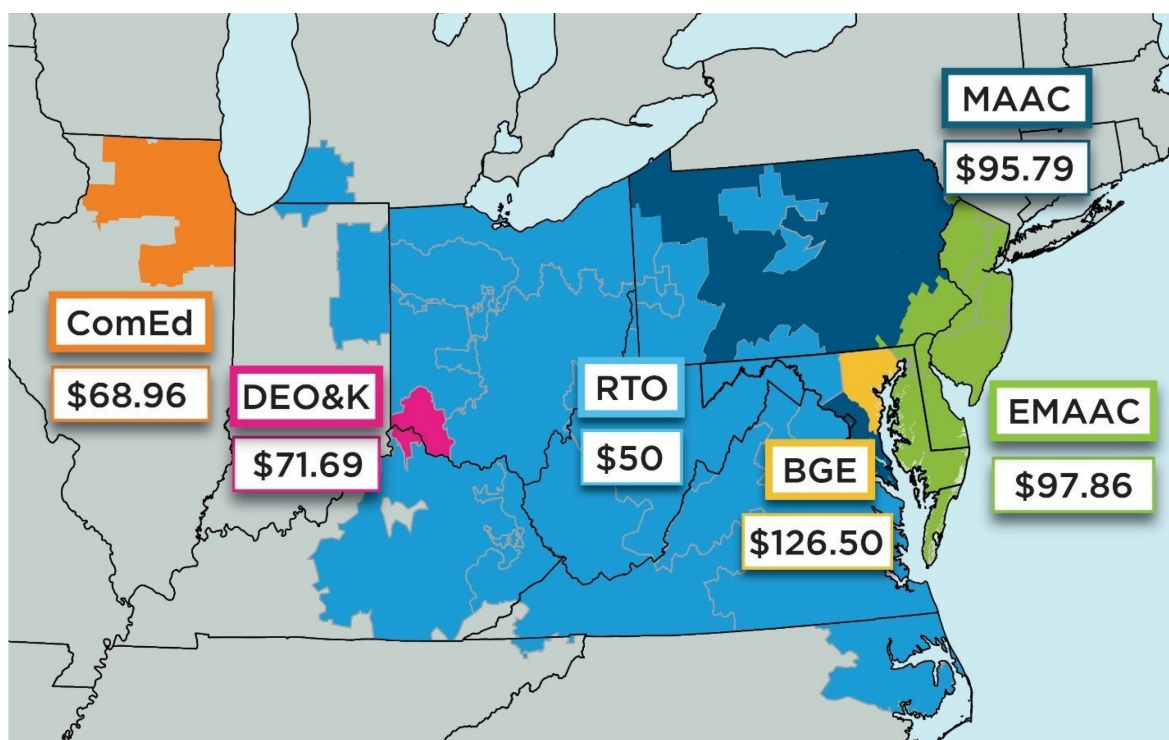 MAAC
$95.79
ComEd
$68.96
DEO&K
$71.69
RTO
$50
BGE
$126.50
EMAAC
$97.86